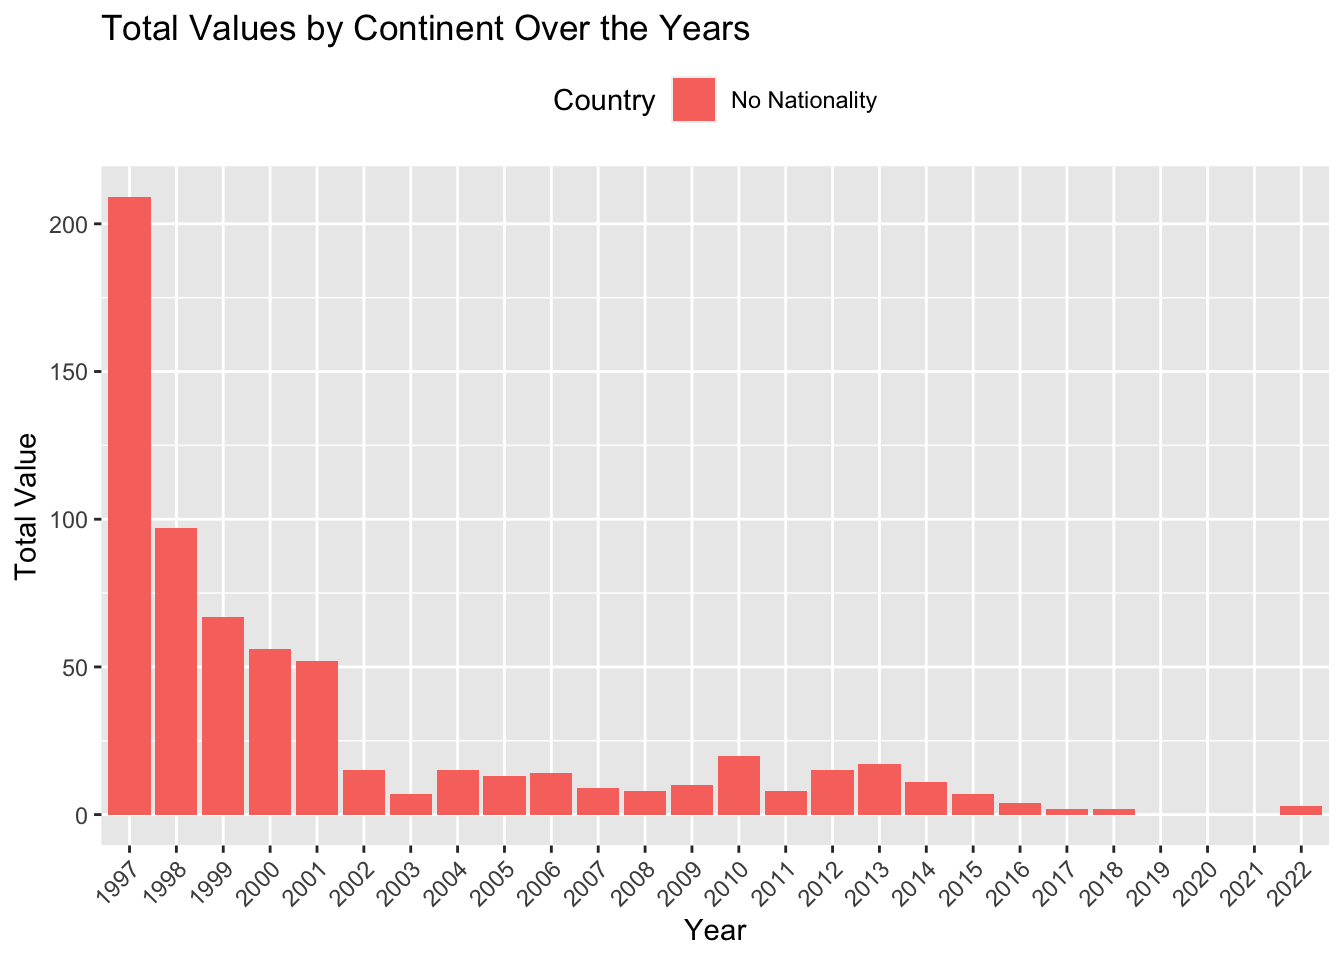 Total Values by Continent Over the Years
Country No Nationality
Total Value
200
150
100
50
0
1997 1998 1999 2000 2001 2002 2003 2004 2005 2006 2007 2008 2009 2010 2011 2012 2013 2014 2015 2016 2017 2018 2019 2020 2021 2022
Year